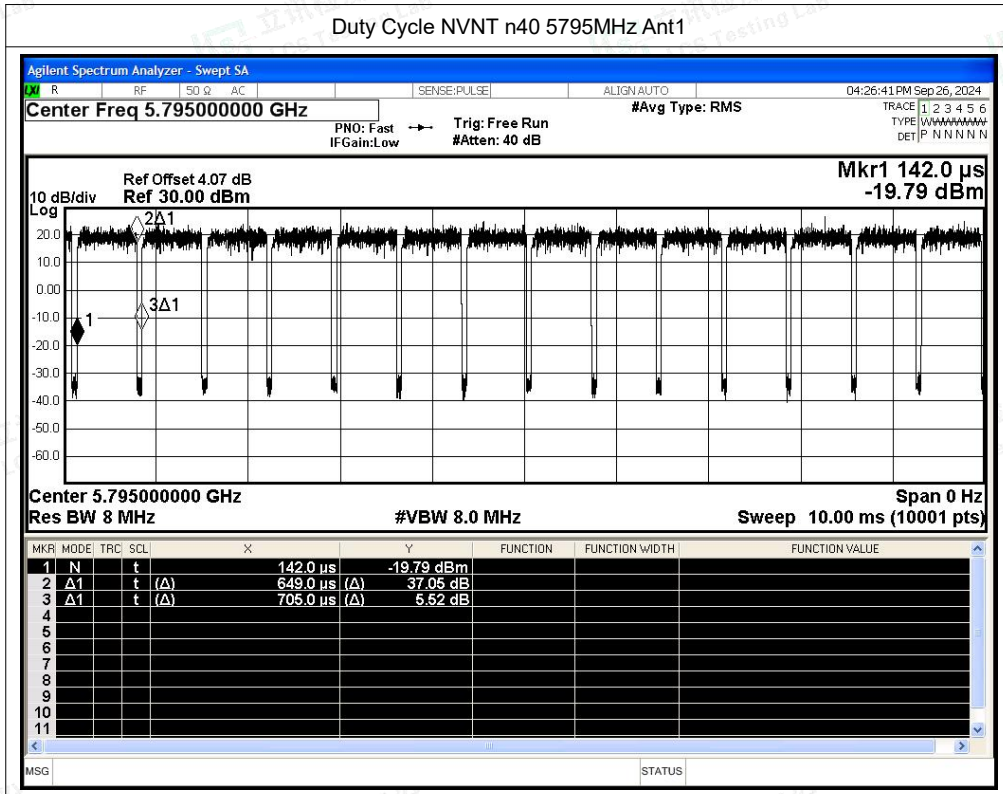 Duty Cycle NVNT n40 5795MHz Ant1
Agilent Spectrum Analyzer - Swept SA
LXI R RF 50 Ω AC SENSE:PULSE ALIGN AUTO 04:26:41 PM Sep 26, 2024
Center Freq 5.795000000 GHz
#Avg Type: RMS
TRACE 1 2 3 4 5 6
PNO: Fast Trig: Free Run
TYPE WWWWWW
IFGain:Low #Atten: 40 dB
DET P N N N N N
Mkr1 142.0 µs
-19.79 dBm
Ref Offset 4.07 dB
10 dB/div Ref 30.00 dBm
Log
20.0
10.0
0.00
-10.0
-20.0
-30.0
-40.0
-50.0
-60.0
2Δ1
3Δ1
1
Center 5.795000000 GHz Span 0 Hz
Res BW 8 MHz #VBW 8.0 MHz Sweep 10.00 ms (10001 pts)
MKR MODE TRC SCL X Y FUNCTION FUNCTION WIDTH FUNCTION VALUE
1 N t 142.0 µs -19.79 dBm
2 Δ1 t (Δ) 649.0 µs (Δ) 37.05 dB
3 Δ1 t (Δ) 705.0 µs (Δ) 5.52 dB
4
5
6
7
8
9
10
11
MSG STATUS